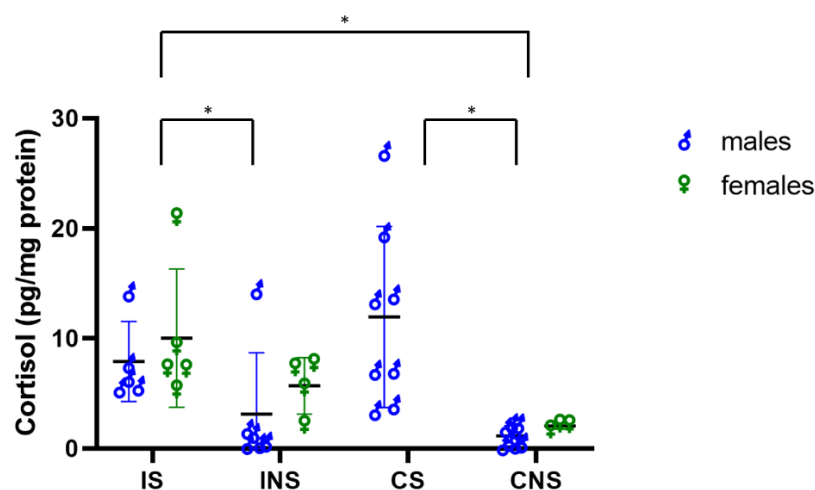 *
*
*
30
20
10
0
Cortisol (pg/mg protein)
IS
INS
CS
CNS
males
females